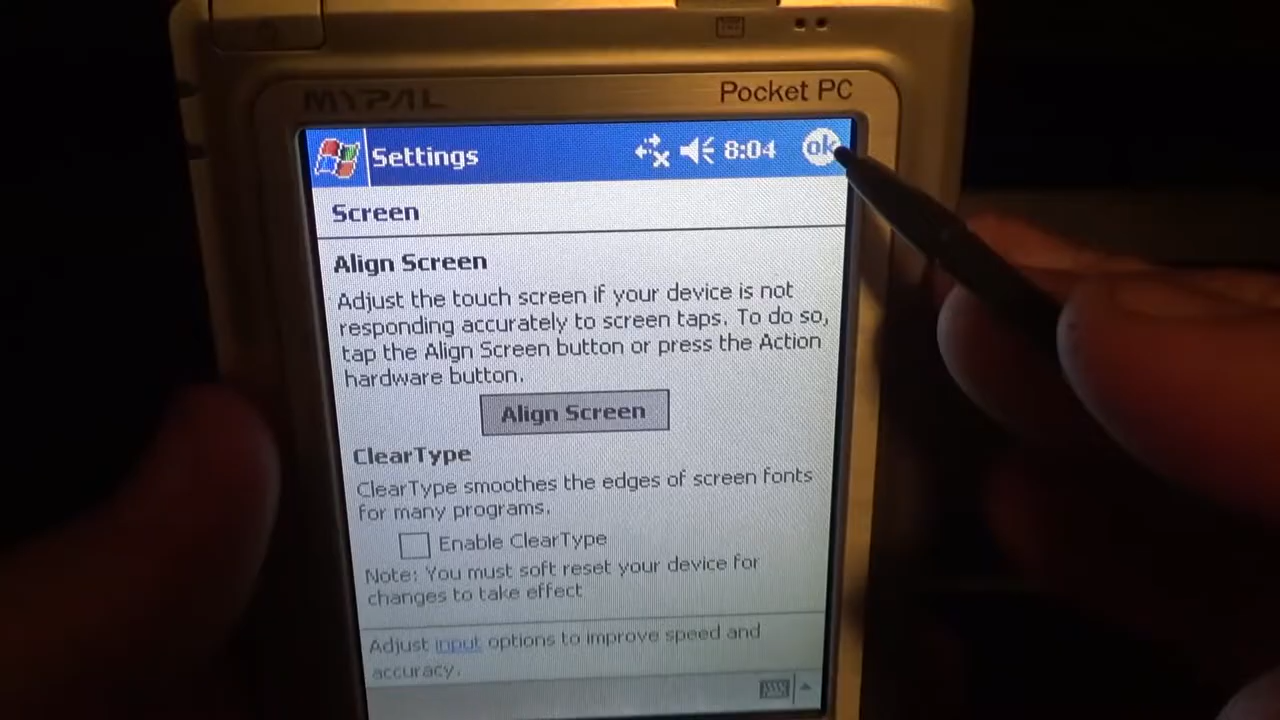 MYPAL
Pocket PC
Settings 8:04 ok
Screen
Align Screen
Adjust the touch screen if your device is not
responding accurately to screen taps. To do so,
tap the Align Screen button or press the Action
hardware button.
Align Screen
ClearType
ClearType smoothes the edges of screen fonts
for many programs.
Enable ClearType
Note: You must soft reset your device for
changes to take effect
Adjust input options to improve speed and
accuracy.